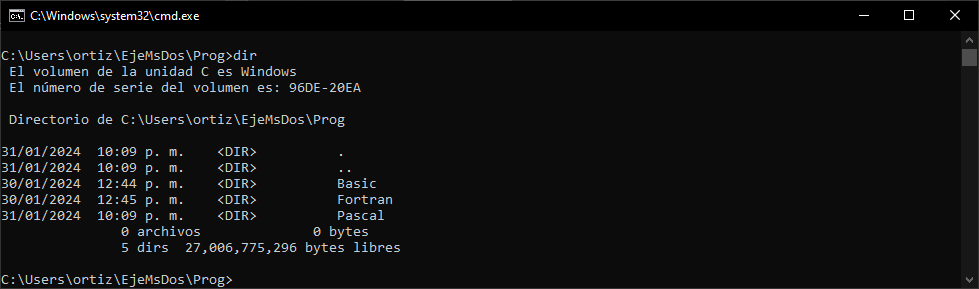 C:\Windows\system32\cmd.exe
C:\Users\ortiz\EjeMsDos\Prog>dir
El volumen de la unidad C es Windows
El número de serie del volumen es: 96DE-20EA
Directorio de C:\Users\ortiz\EjeMsDos\Prog
31/01/2024  10:09 p. m.    <DIR>          .
31/01/2024  10:09 p. m.    <DIR>          ..
30/01/2024  12:44 p. m.    <DIR>          Basic
30/01/2024  12:45 p. m.    <DIR>          Fortran
31/01/2024  10:09 p. m.    <DIR>          Pascal
0 archivos              0 bytes
5 dirs  27,006,775,296 bytes libres
C:\Users\ortiz\EjeMsDos\Prog>